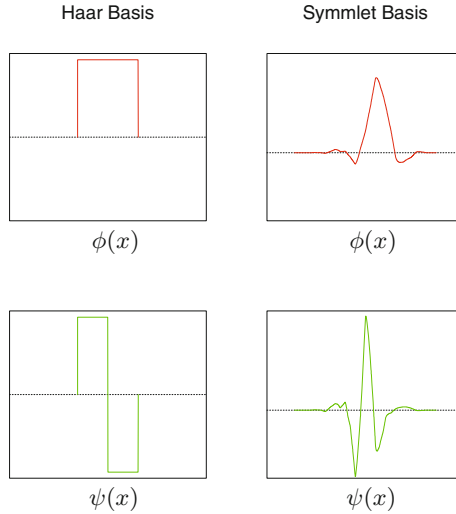 Haar Basis
Symmlet Basis
ϕ(x)
ϕ(x)
ψ(x)
ψ(x)